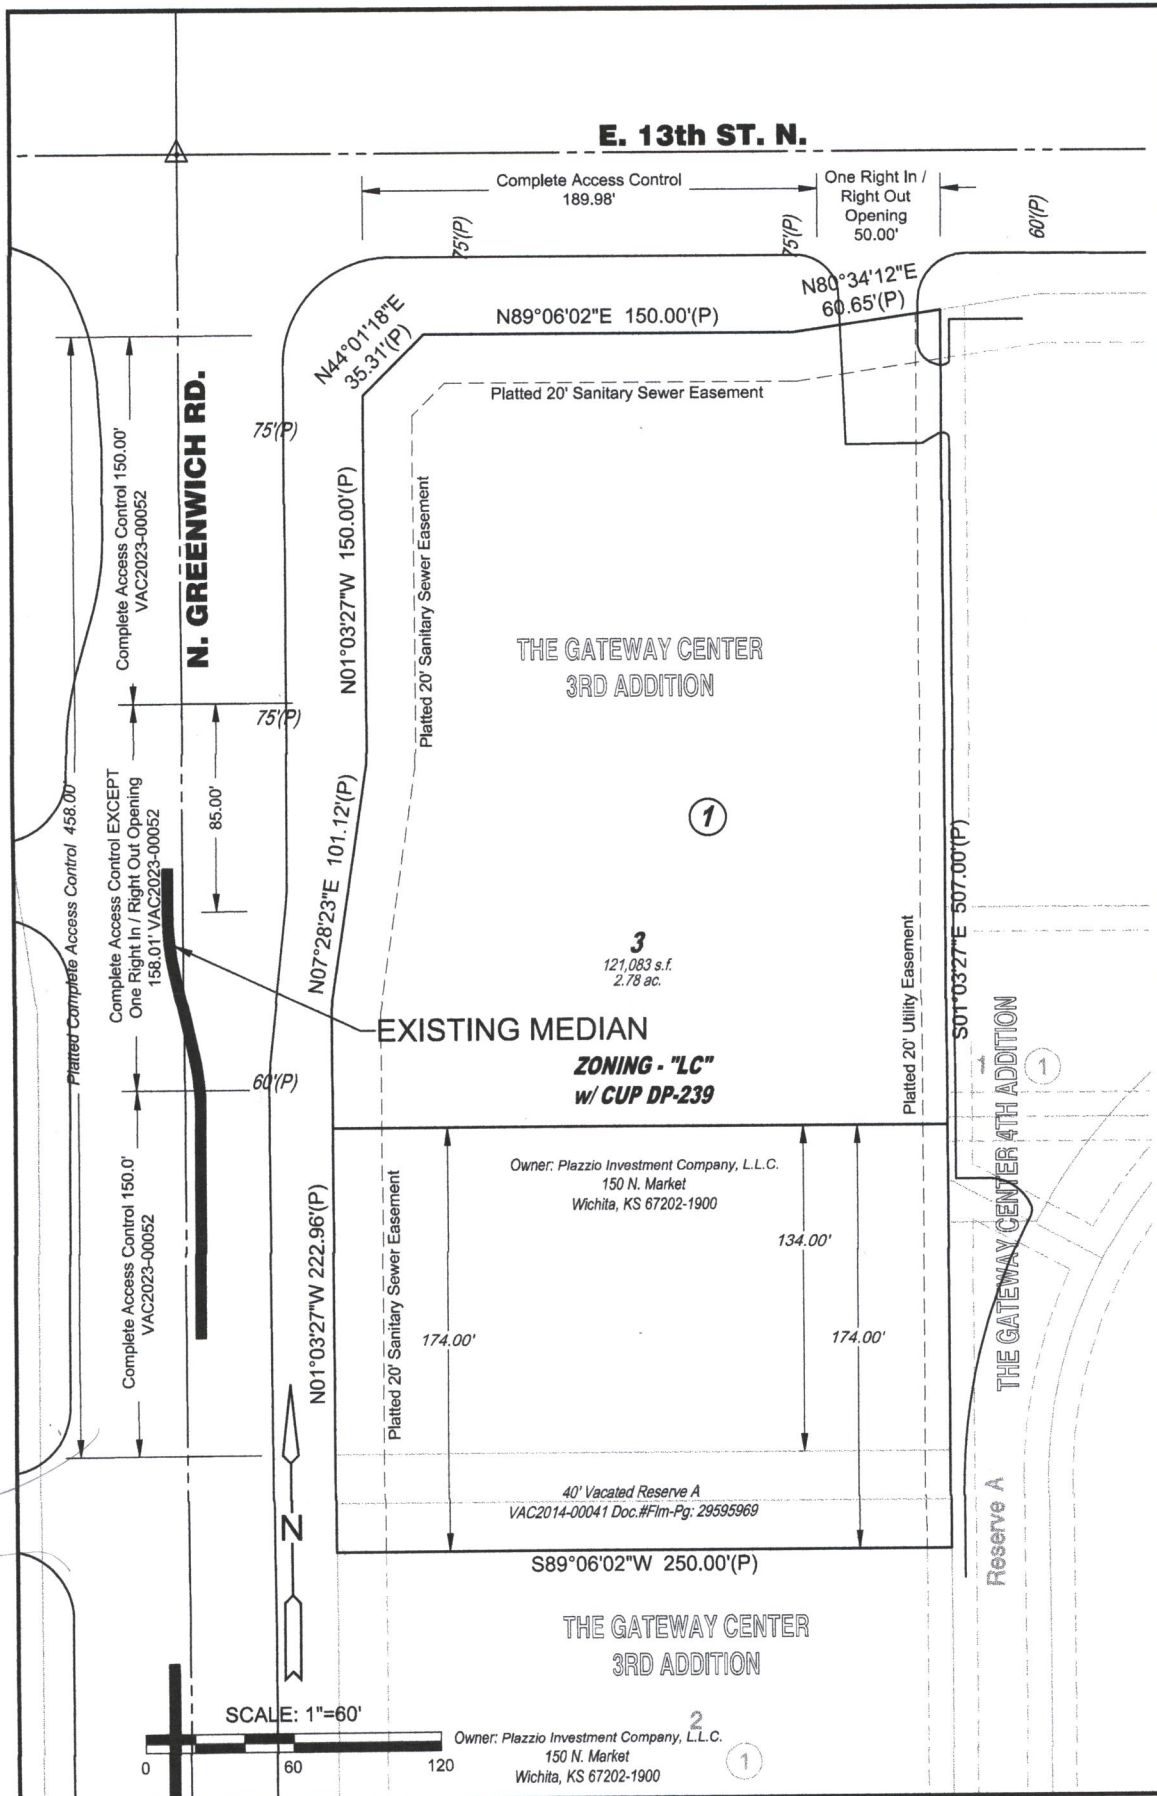 E. 13th ST. N.
Complete Access Control
189.98'
One Right In /
Right Out
Opening
50.00'
75'(P)
75'(P)
60'(P)
N80°34'12"E
60.65'(P)
N89°06'02"E 150.00'(P)
N44°01'18"E
35.31'(P)
Platted 20' Sanitary Sewer Easement
N. GREENWICH RD.
75'(P)
Complete Access Control 150.00'
VAC2023-00052
N01°03'27"W 150.00'(P)
Platted 20' Sanitary Sewer Easement
THE GATEWAY CENTER
3RD ADDITION
75'(P)
Platted Complete Access Control 458.00'
Complete Access Control EXCEPT
One Right In / Right Out Opening
158.01' VAC2023-00052
85.00'
N07°28'23"E 101.12'(P)
1
3
121,083 s.f.
2.78 ac.
EXISTING MEDIAN
ZONING - "LC"
w/ CUP DP-239
Platted 20' Utility Easement
S01°03'27"E 507.00'(P)
THE GATEWAY CENTER 4TH ADDITION
1
1
60'(P)
Complete Access Control 150.0'
VAC2023-00052
N01°03'27"W 222.96'(P)
Platted 20' Sanitary Sewer Easement
Owner: Plazzio Investment Company, L.L.C.
150 N. Market
Wichita, KS 67202-1900
134.00'
174.00'
174.00'
40' Vacated Reserve A
VAC2014-00041 Doc.#Flm-Pg: 29595969
Reserve A
S89°06'02"W 250.00'(P)
N
THE GATEWAY CENTER
3RD ADDITION
SCALE: 1"=60'
0 60 120
2
Owner: Plazzio Investment Company, L.L.C.
150 N. Market
Wichita, KS 67202-1900
1